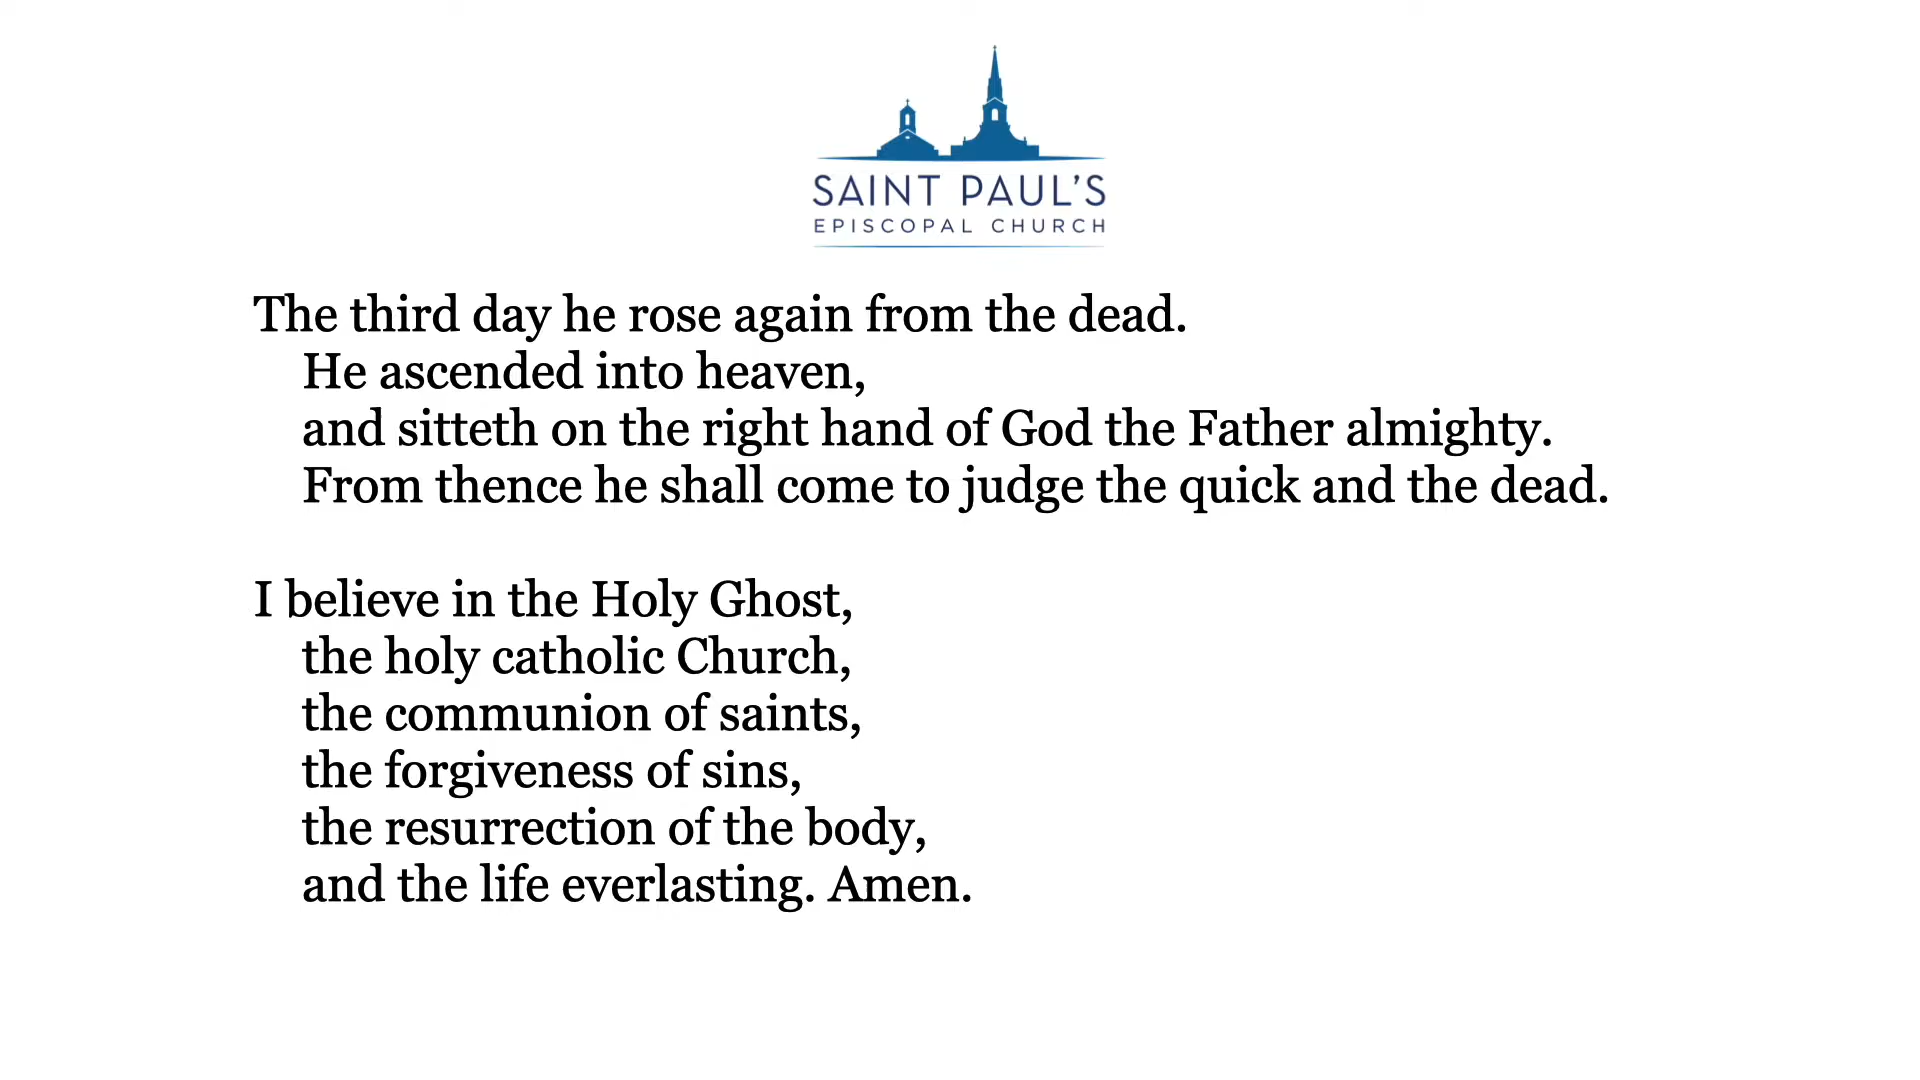 SAINT PAUL'S
EPISCOPAL CHURCH
The third day he rose again from the dead.
He ascended into heaven,
and sitteth on the right hand of God the Father almighty.
From thence he shall come to judge the quick and the dead.
I believe in the Holy Ghost,
the holy catholic Church,
the communion of saints,
the forgiveness of sins,
the resurrection of the body,
and the life everlasting. Amen.